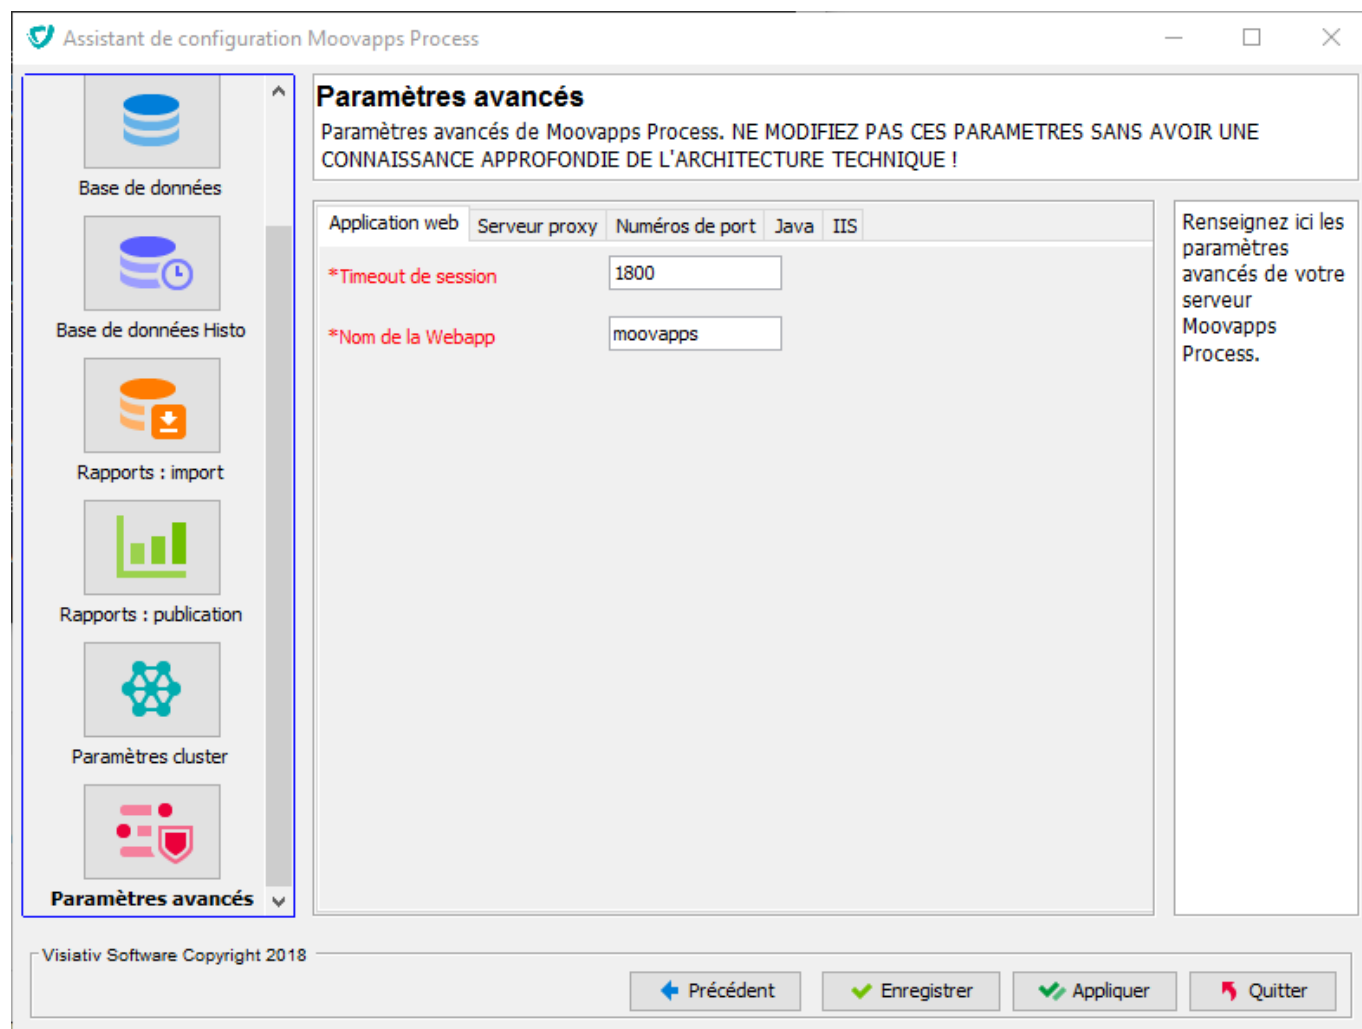 Assistant de configuration Moovapps Process
Base de données
Base de données Histo
Rapports : import
Rapports : publication
Paramètres cluster
Paramètres avancés
Paramètres avancés
Paramètres avancés de Moovapps Process. NE MODIFIEZ PAS CES PARAMETRES SANS AVOIR UNE
CONNAISSANCE APPROFONDIE DE L'ARCHITECTURE TECHNIQUE !
Application web Serveur proxy Numéros de port Java IIS
*Timeout de session 1800
*Nom de la Webapp moovapps
Renseignez ici les
paramètres
avancés de votre
serveur
Moovapps
Process.
Visiativ Software Copyright 2018
Précédent Enregistrer Appliquer Quitter